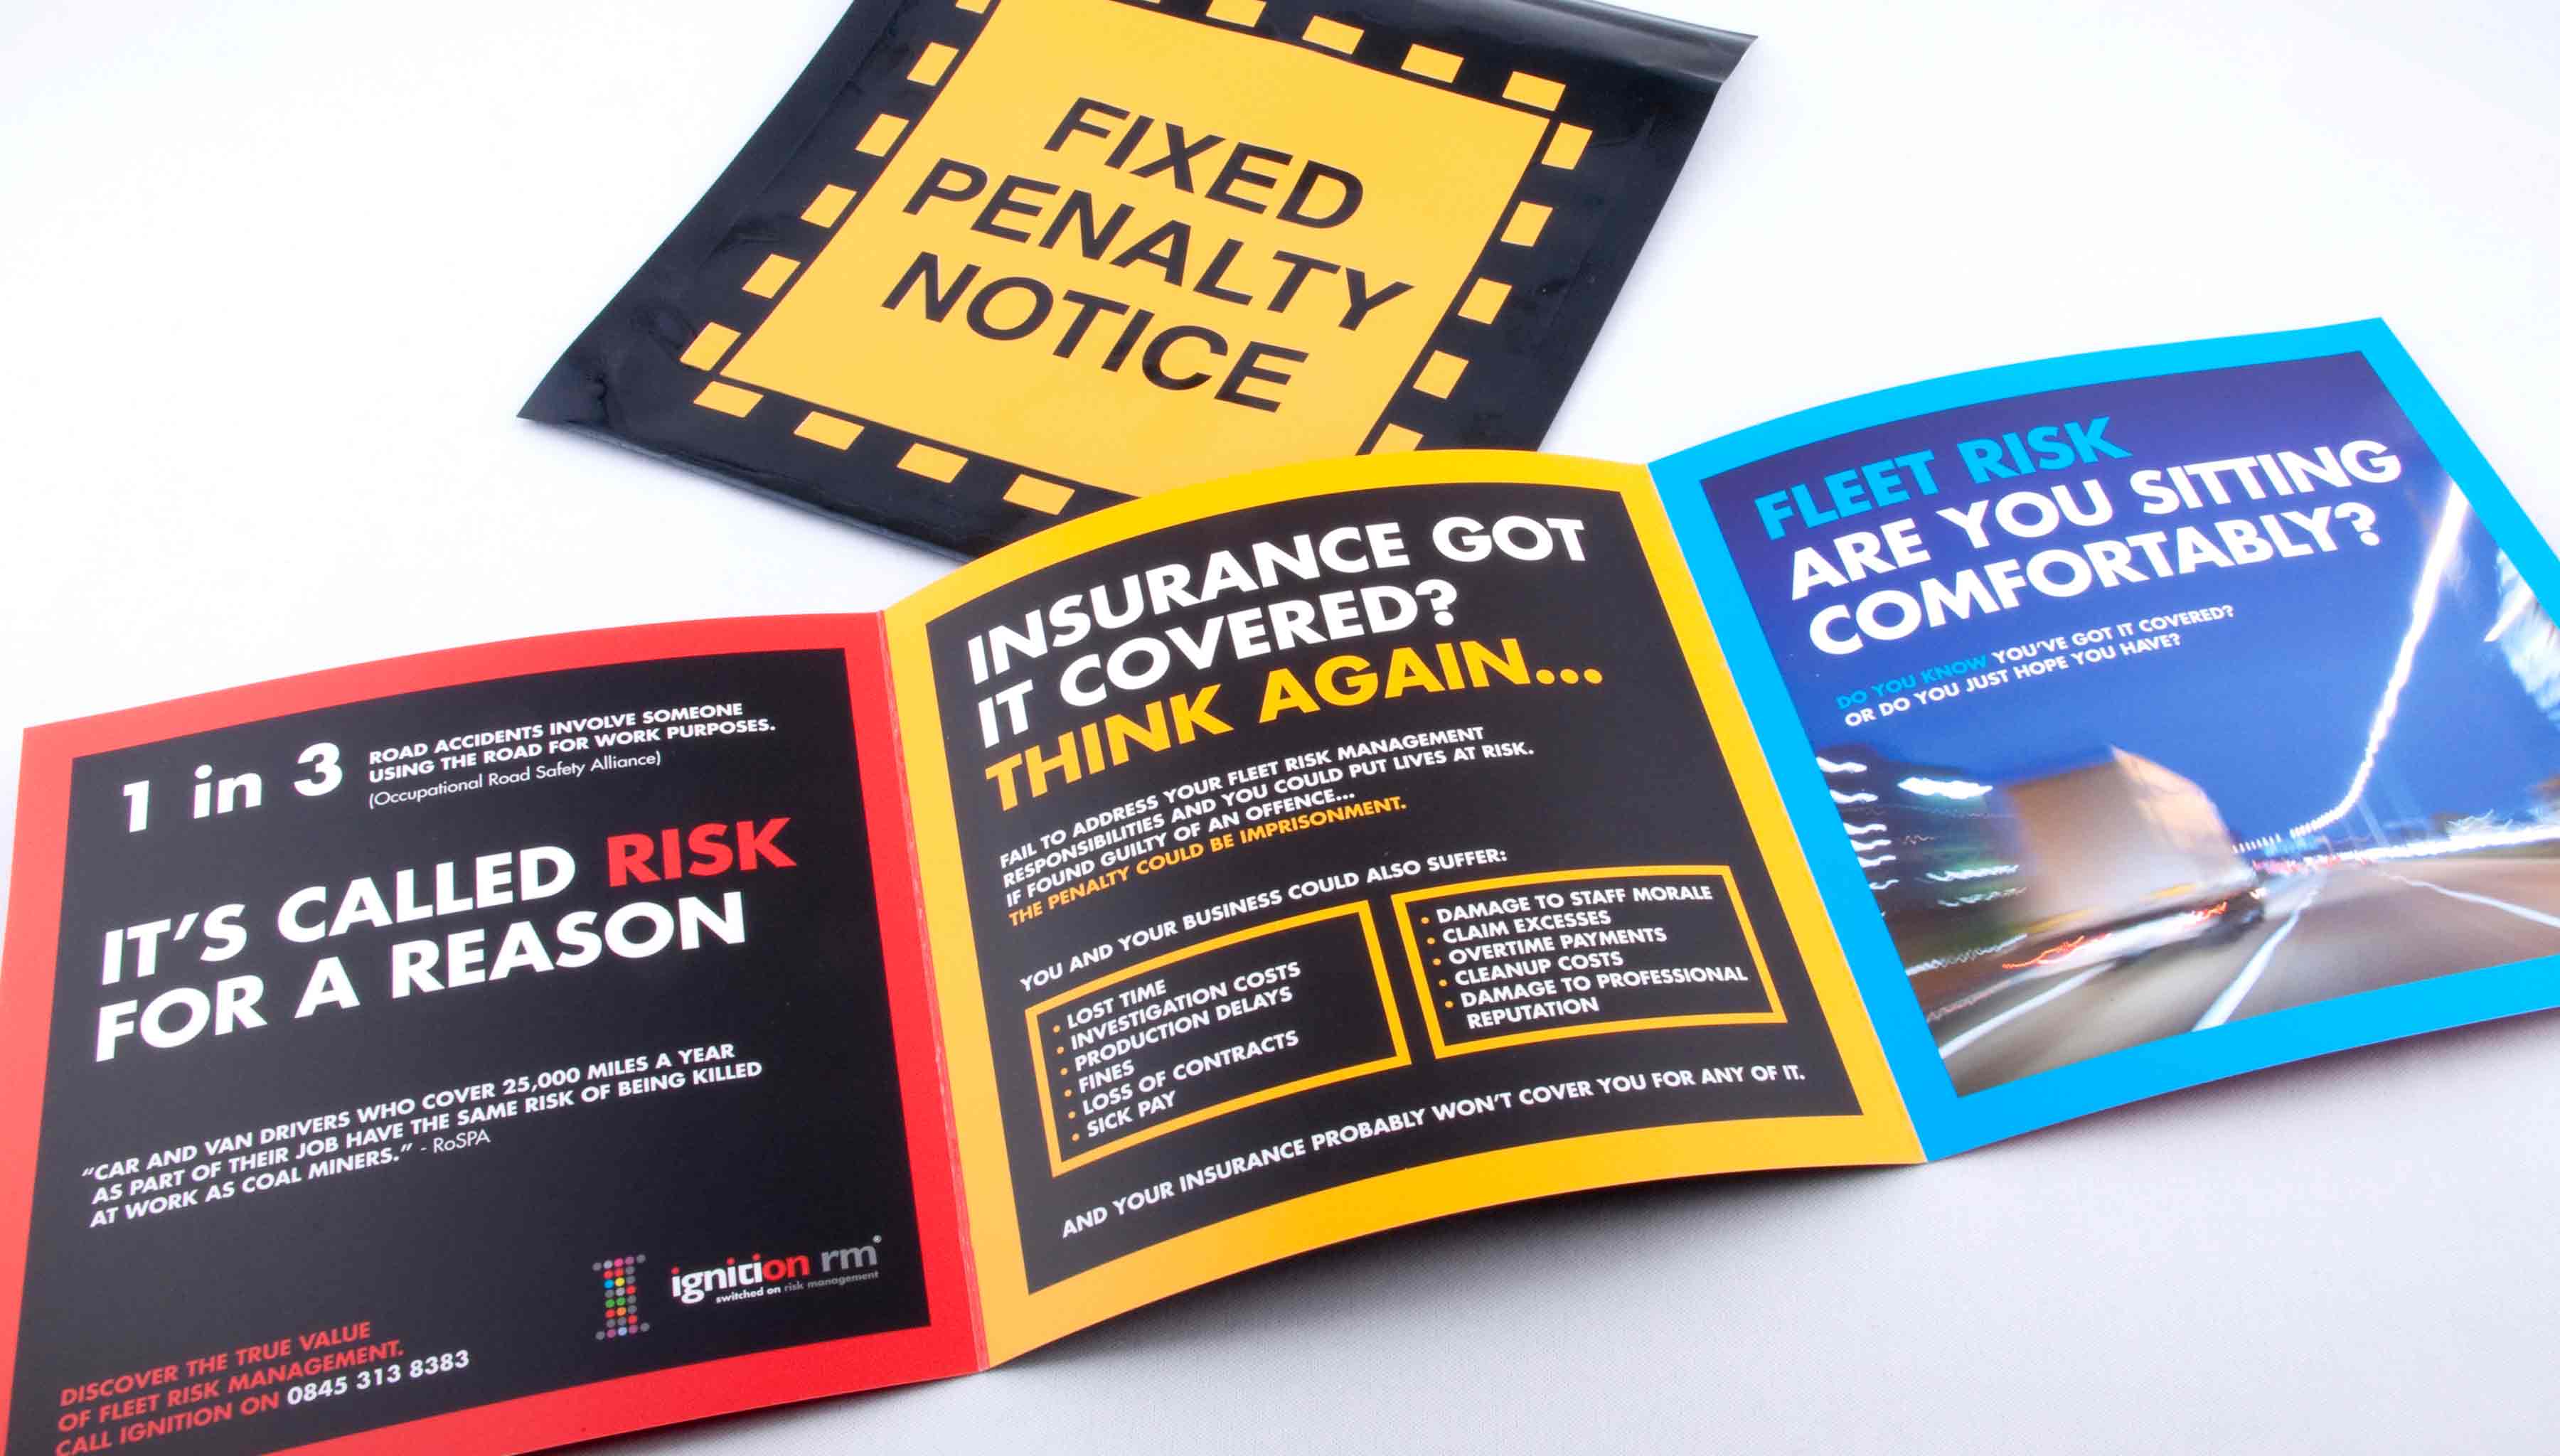 FIXED
PENALTY
NOTICE
1 in 3
ROAD ACCIDENTS INVOLVE SOMEONE
USING THE ROAD FOR WORK PURPOSES.
(Occupational Road Safety Alliance)
IT'S CALLED RISK
FOR A REASON
"CAR AND VAN DRIVERS WHO COVER 25,000 MILES A YEAR
AS PART OF THEIR JOB HAVE THE SAME RISK OF BEING KILLED
AT WORK AS COAL MINERS." - RoSPA
ignition rm®
switched on risk management
DISCOVER THE TRUE VALUE
OF FLEET RISK MANAGEMENT.
CALL IGNITION ON 0845 313 8383
INSURANCE GOT
IT COVERED?
THINK AGAIN...
FAIL TO ADDRESS YOUR FLEET RISK MANAGEMENT
RESPONSIBILITIES AND YOU COULD PUT LIVES AT RISK.
IF FOUND GUILTY OF AN OFFENCE...
THE PENALTY COULD BE IMPRISONMENT.
YOU AND YOUR BUSINESS COULD ALSO SUFFER:
• LOST TIME
• INVESTIGATION COSTS
• PRODUCTION DELAYS
• FINES
• LOSS OF CONTRACTS
• SICK PAY
• DAMAGE TO STAFF MORALE
• CLAIM EXCESSES
• OVERTIME PAYMENTS
• CLEANUP COSTS
• DAMAGE TO PROFESSIONAL
REPUTATION
AND YOUR INSURANCE PROBABLY WON'T COVER YOU FOR ANY OF IT.
FLEET RISK
ARE YOU SITTING
COMFORTABLY?
DO YOU KNOW YOU'VE GOT IT COVERED?
OR DO YOU JUST HOPE YOU HAVE?